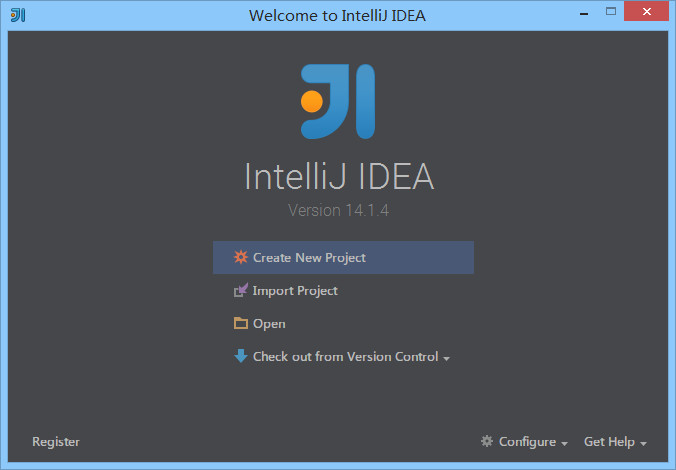 Welcome to IntelliJ IDEA
IntelliJ IDEA
Version 14.1.4
Create New Project
Import Project
Open
Check out from Version Control
Register
Configure
Get Help